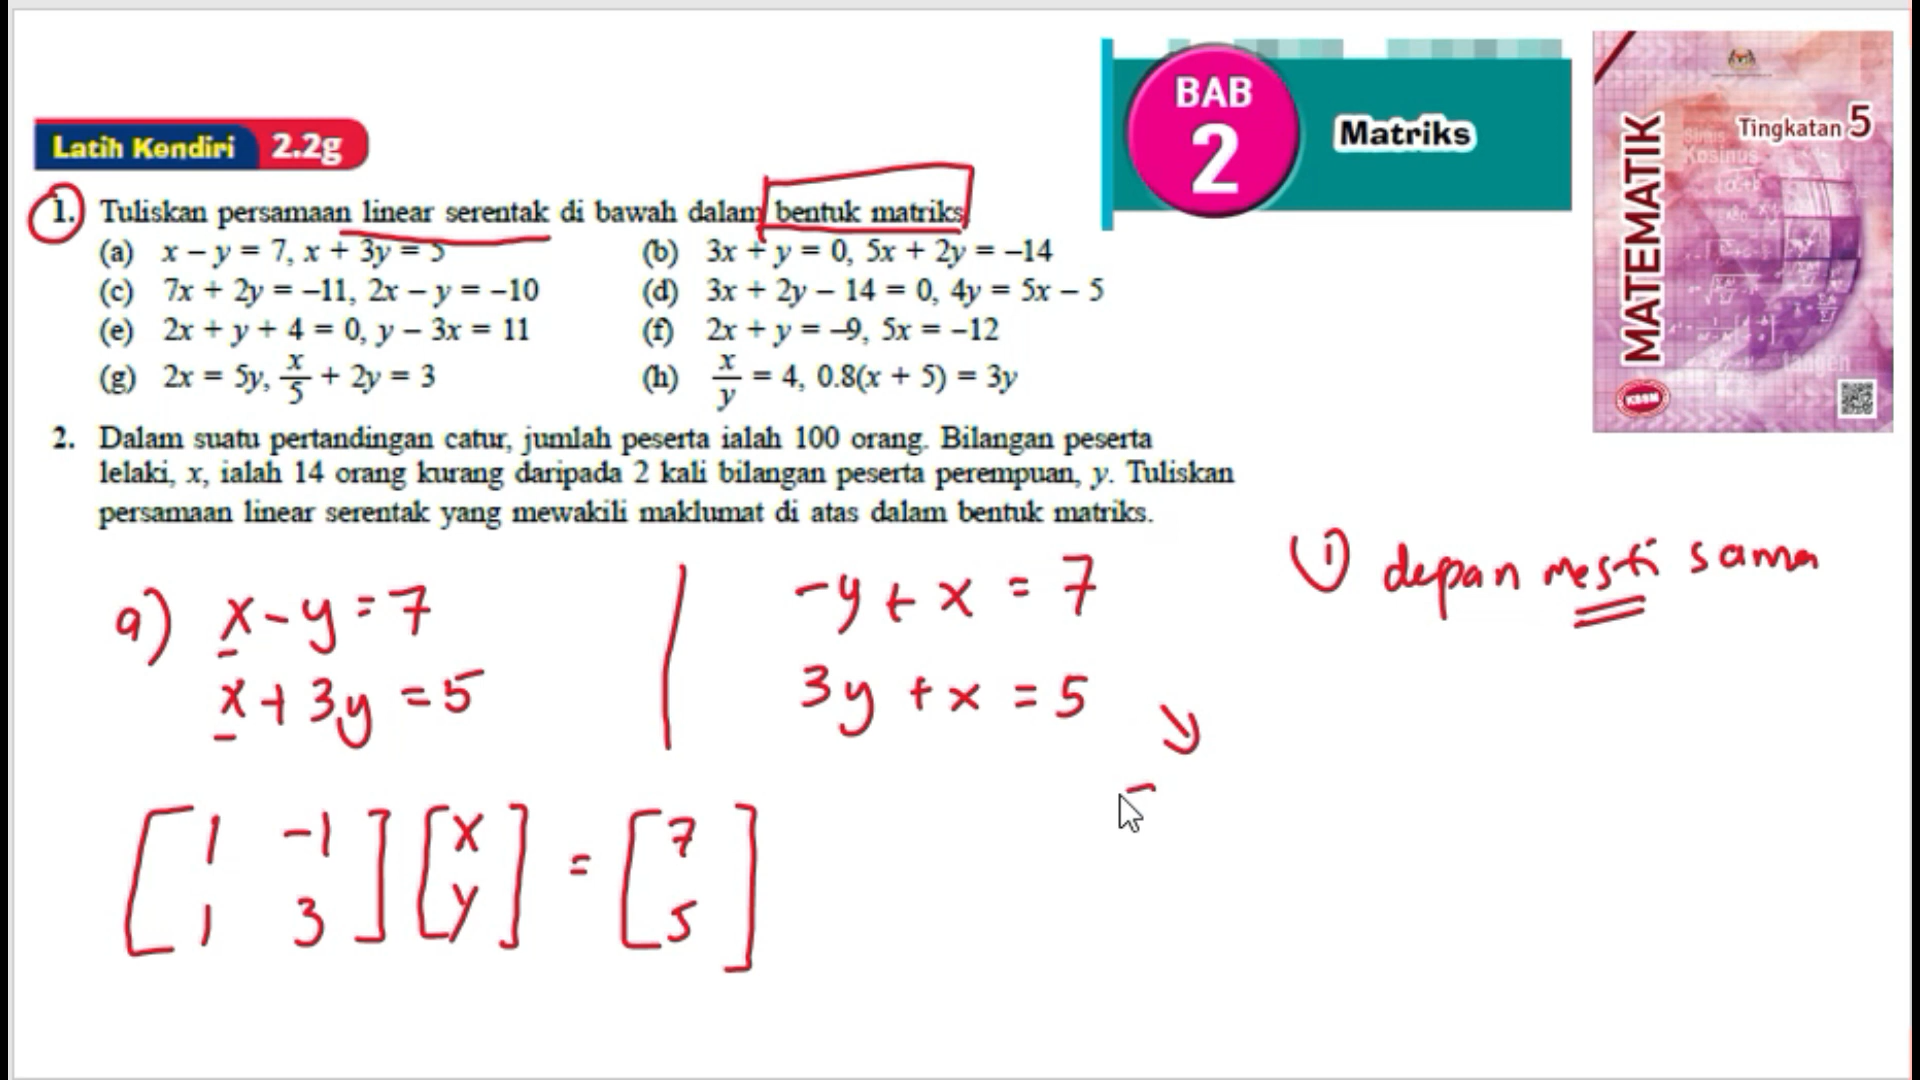 BAB
2
Matriks
MATEMATIK
Tingkatan 5
KBSM
Latih Kendiri 2.2g
1. Tuliskan persamaan linear serentak di bawah dalam bentuk matriks
(a) x – y = 7, x + 3y = 5
(b) 3x + y = 0, 5x + 2y = –14
(c) 7x + 2y = –11, 2x – y = –10
(d) 3x + 2y – 14 = 0, 4y = 5x – 5
(e) 2x + y + 4 = 0, y – 3x = 11
(f) 2x + y = –9, 5x = –12
(g) 2x = 5y, x/5 + 2y = 3
(h) x/y = 4, 0.8(x + 5) = 3y
2. Dalam suatu pertandingan catur, jumlah peserta ialah 100 orang. Bilangan peserta
lelaki, x, ialah 14 orang kurang daripada 2 kali bilangan peserta perempuan, y. Tuliskan
persamaan linear serentak yang mewakili maklumat di atas dalam bentuk matriks.
a) x - y = 7
x + 3y = 5
-y + x = 7
3y + x = 5
(1) depan mesti sama
[1 -1] [x] = [7]
[1 3] [y] [5]